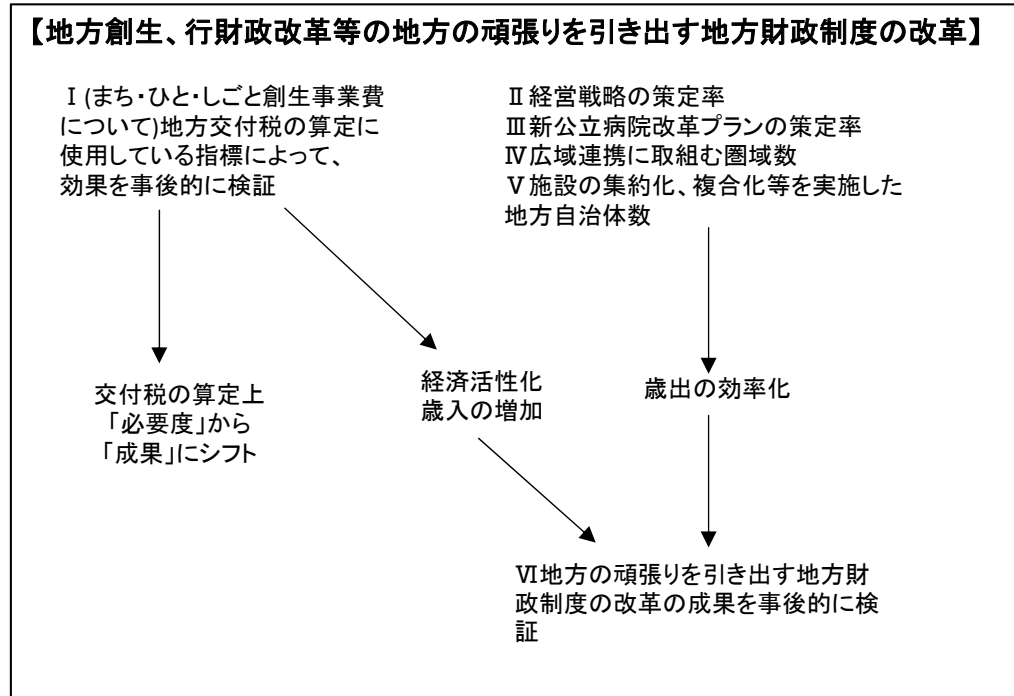 【地方創生、行財政改革等の地方の頑張りを引き出す地方財政制度の改革】
Ⅰ(まち・ひと・しごと創生事業費
について)地方交付税の算定に
使用している指標によって、
効果を事後的に検証
Ⅱ経営戦略の策定率
Ⅲ新公立病院改革プランの策定率
Ⅳ広域連携に取組む圏域数
Ⅴ施設の集約化、複合化等を実施した
地方自治体数
交付税の算定上
「必要度」から
「成果」にシフト
経済活性化
歳入の増加
歳出の効率化
Ⅵ地方の頑張りを引き出す地方財
政制度の改革の成果を事後的に検
証